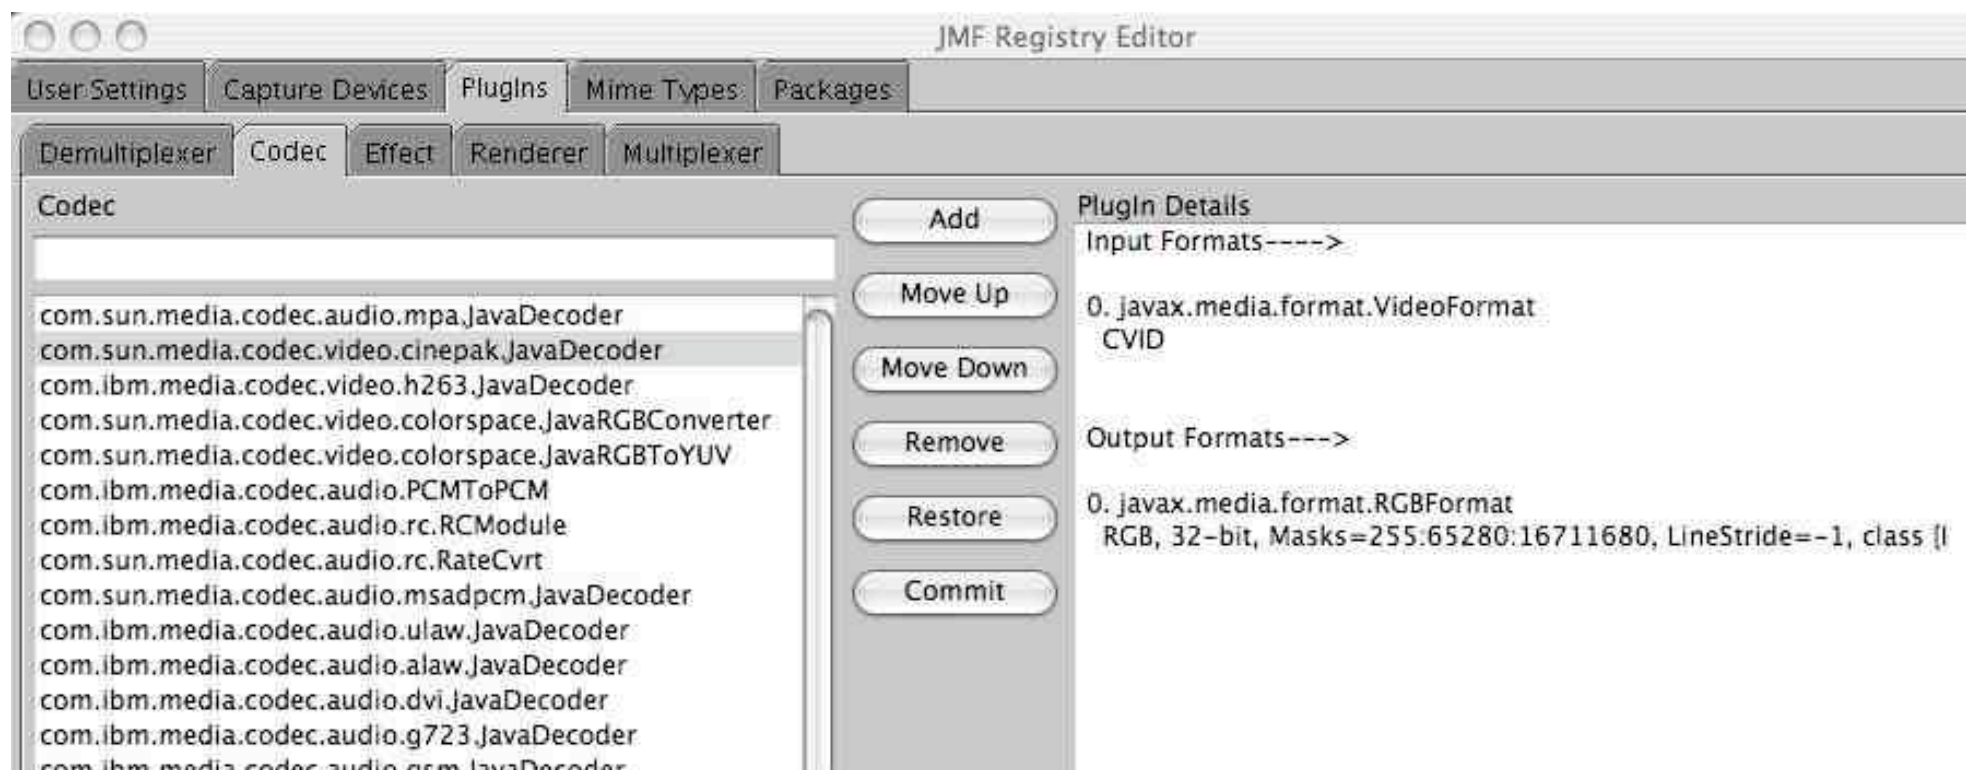 JMF Registry Editor
User Settings Capture Devices PlugIns Mime Types Packages
Demultiplexer Codec Effect Renderer Multiplexer
Codec
com.sun.media.codec.audio.mpa.JavaDecoder
com.sun.media.codec.video.cinepak.JavaDecoder
com.ibm.media.codec.video.h263.JavaDecoder
com.sun.media.codec.video.colorspace.JavaRGBConverter
com.sun.media.codec.video.colorspace.JavaRGBToYUV
com.ibm.media.codec.audio.PCMToPCM
com.ibm.media.codec.audio.rc.RCModule
com.sun.media.codec.audio.rc.RateCvrt
com.sun.media.codec.audio.msadpcm.JavaDecoder
com.ibm.media.codec.audio.ulaw.JavaDecoder
com.ibm.media.codec.audio.alaw.JavaDecoder
com.ibm.media.codec.audio.dvi.JavaDecoder
com.ibm.media.codec.audio.g723.JavaDecoder
com.ibm.media.codec.audio.gsm.JavaDecoder
Add
Move Up
Move Down
Remove
Restore
Commit
PlugIn Details
Input Formats---->
0. javax.media.format.VideoFormat
CVID
Output Formats--->
0. javax.media.format.RGBFormat
RGB, 32-bit, Masks=255:65280:16711680, LineStride=-1, class [I